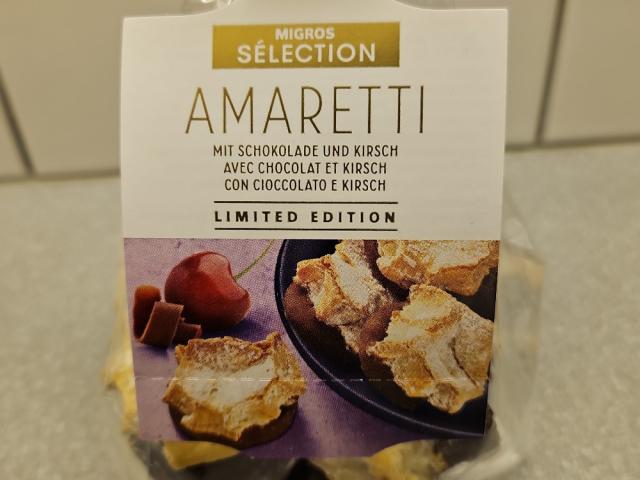 MIGROS
SÉLECTION
AMARETTI
MIT SCHOKOLADE UND KIRSCH
AVEC CHOCOLAT ET KIRSCH
CON CIOCCOLATO E KIRSCH
LIMITED EDITION